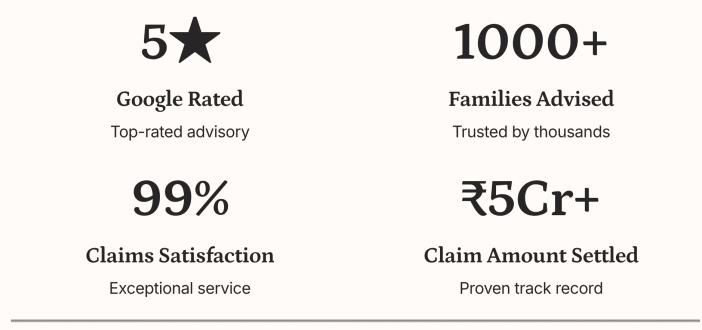 5★
Google Rated
Top-rated advisory
1000+
Families Advised
Trusted by thousands
99%
Claims Satisfaction
Exceptional service
₹5Cr+
Claim Amount Settled
Proven track record